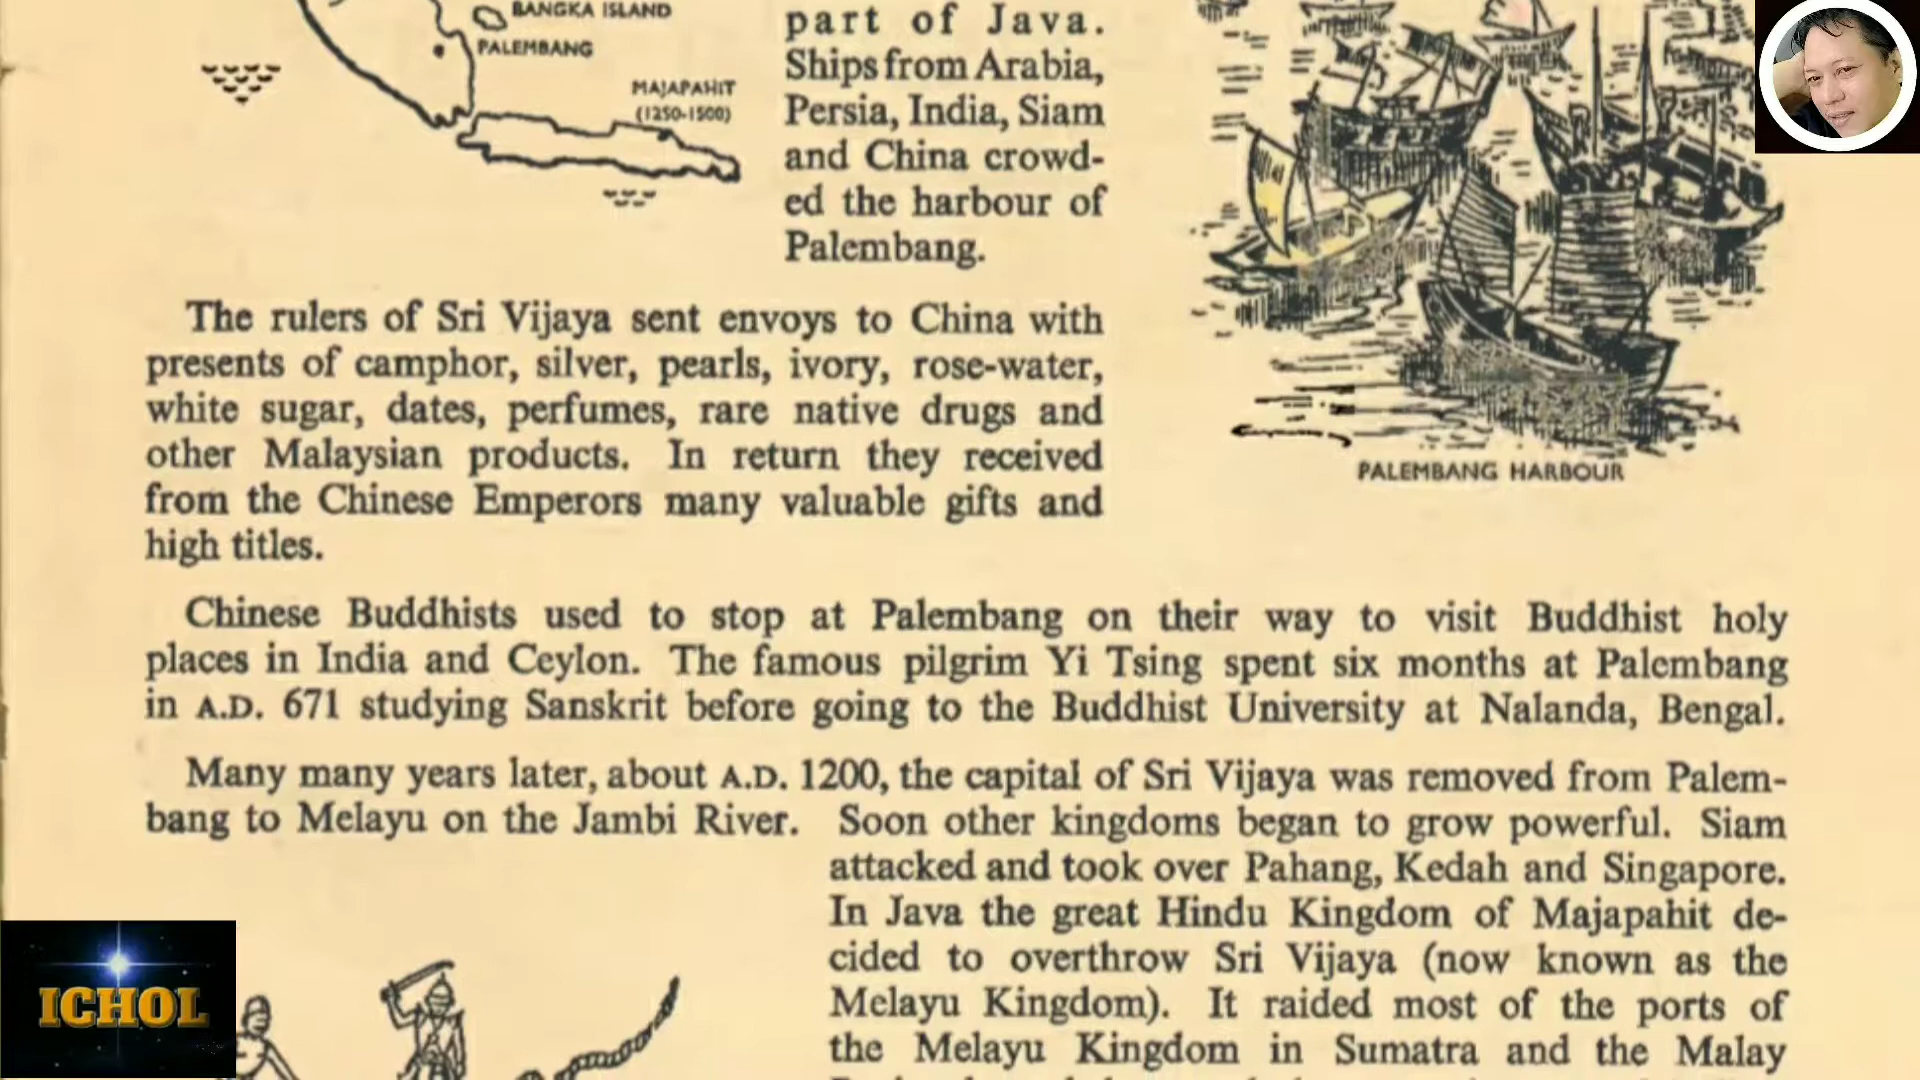 BANGKA ISLAND
PALEMBANG
MAJAPAHIT
(1250-1500)
part of Java.
Ships from Arabia,
Persia, India, Siam
and China crowd-
ed the harbour of
Palembang.
The rulers of Sri Vijaya sent envoys to China with
presents of camphor, silver, pearls, ivory, rose-water,
white sugar, dates, perfumes, rare native drugs and
other Malaysian products. In return they received
from the Chinese Emperors many valuable gifts and
high titles.
PALEMBANG HARBOUR
Chinese Buddhists used to stop at Palembang on their way to visit Buddhist holy
places in India and Ceylon. The famous pilgrim Yi Tsing spent six months at Palembang
in A.D. 671 studying Sanskrit before going to the Buddhist University at Nalanda, Bengal.
Many many years later, about A.D. 1200, the capital of Sri Vijaya was removed from Palem-
bang to Melayu on the Jambi River. Soon other kingdoms began to grow powerful. Siam
attacked and took over Pahang, Kedah and Singapore.
In Java the great Hindu Kingdom of Majapahit de-
cided to overthrow Sri Vijaya (now known as the
Melayu Kingdom). It raided most of the ports of
the Melayu Kingdom in Sumatra and the Malay
ICHOL